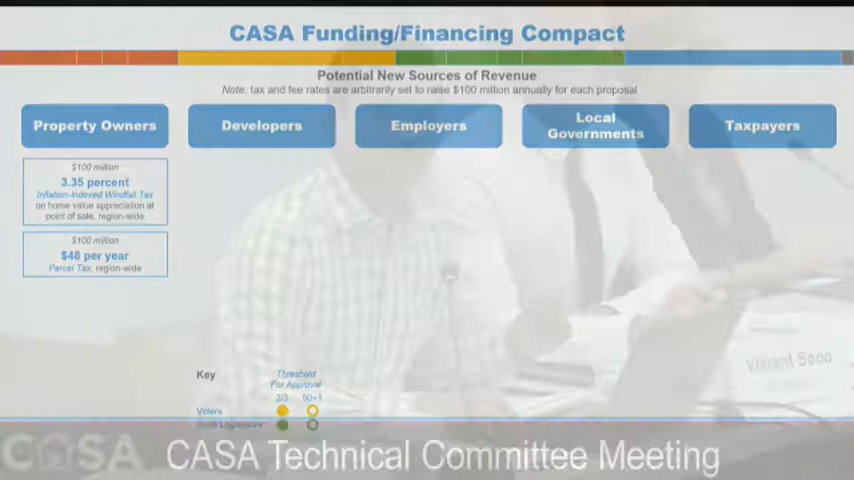 CASA Funding/Financing Compact
Potential New Sources of Revenue
Note: tax and fee rates are arbitrarily set to raise $100 million annually for each proposal
Property Owners
Developers
Employers
Local
Governments
Taxpayers
$100 million
3.35 percent
Inflation-Indexed Windfall Tax
on home value appreciation at
point of sale, region-wide
$100 million
$48 per year
Parcel Tax, region-wide
Key
Threshold
For Approval
2/3 50+1
Voters
Vikrant Sood
CASA
CASA Technical Committee Meeting